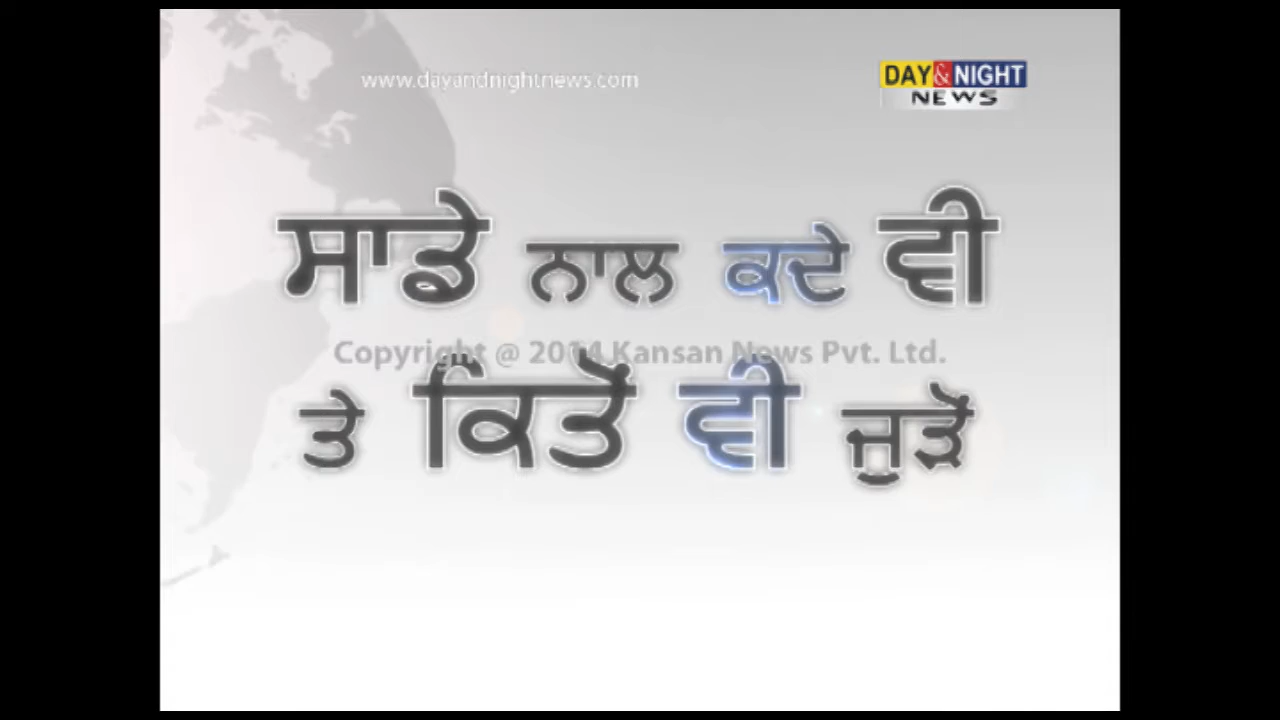 www.dayandnightnews.com
DAY&NIGHT
NEWS
ਸਾਡੇ ਨਾਲ ਕਦੇ ਵੀ
Copyright @ 2014 Kansan News Pvt. Ltd.
ਤੇ ਕਿਤੋਂ ਵੀ ਜੁੜੋਂ